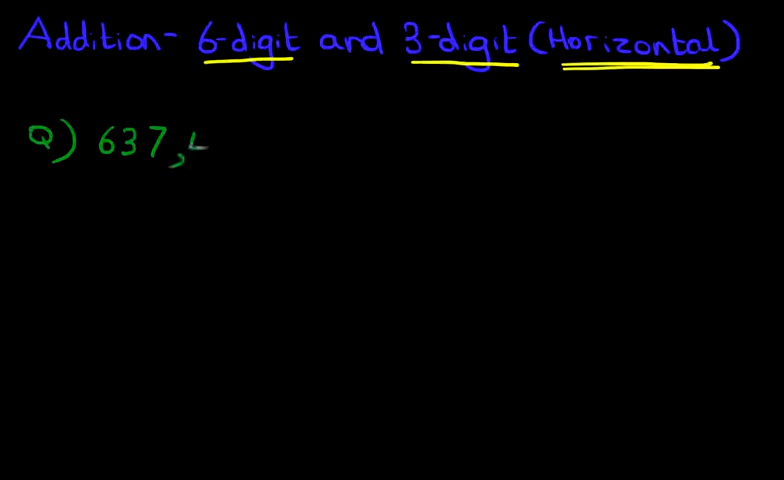 Addition- 6-digit and 3-digit (Horizontal)
Q) 637,